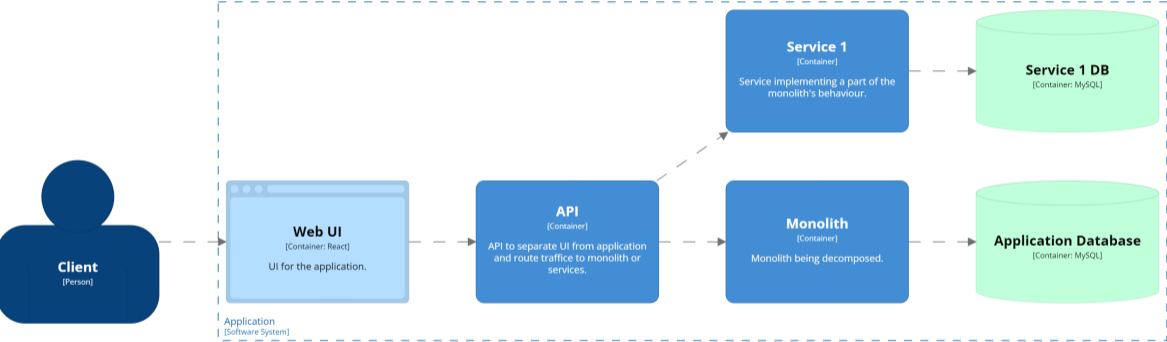 Service 1
[Container]
Service implementing a part of the
monolith's behaviour.
Service 1 DB
[Container: MySQL]
Client
[Person]
Web UI
[Container: React]
UI for the application.
API
[Container]
API to separate UI from application
and route traffice to monolith or
services.
Monolith
[Container]
Monolith being decomposed.
Application Database
[Container: MySQL]
Application
[Software System]